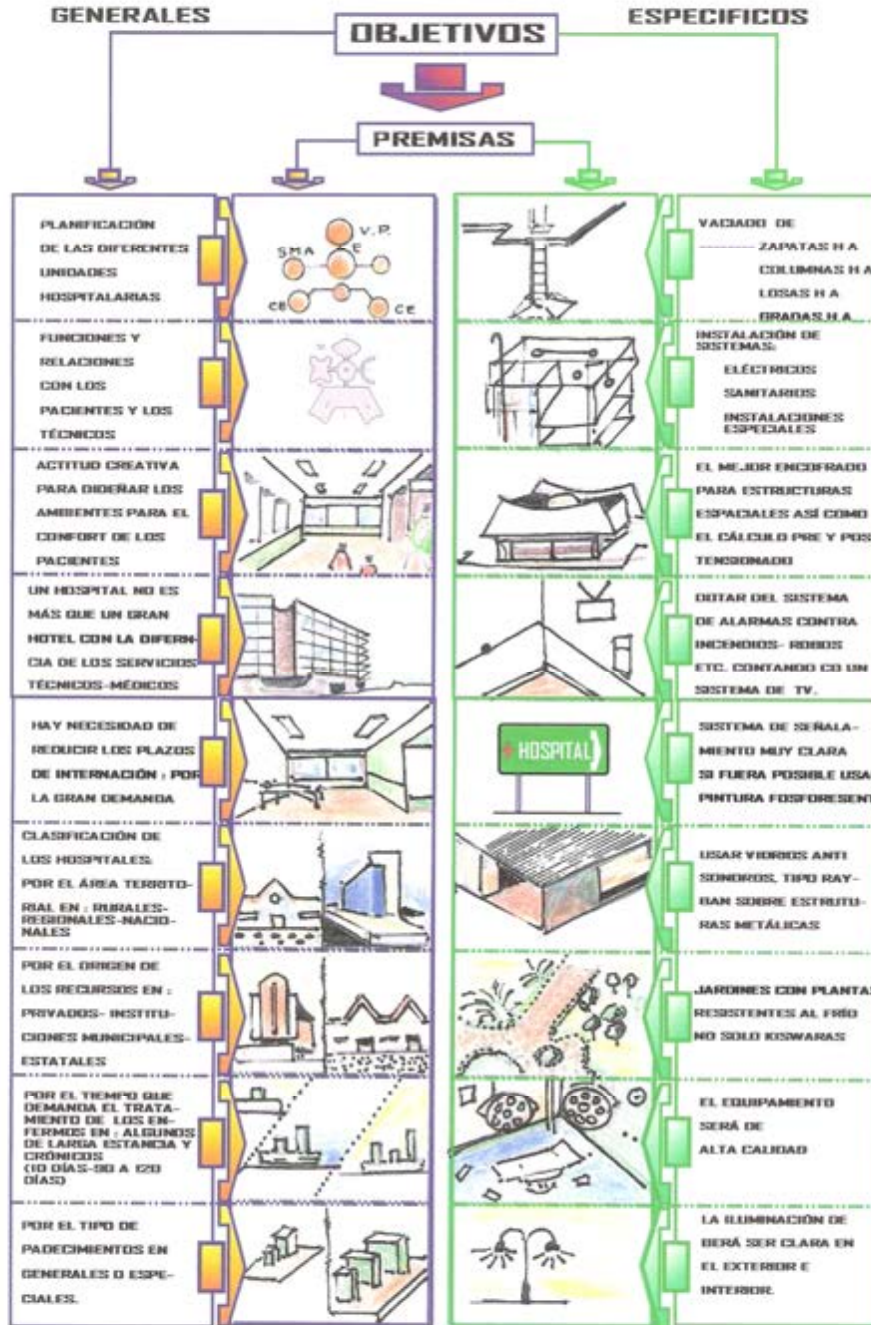 GENERALES
OBJETIVOS
ESPECIFICOS
PREMISAS
PLANIFICACIÓN
DE LAS DIFERENTES
UNIDADES
HOSPITALARIAS
V.P.
SMA
E
CB
CE
VACIADO DE
ZAPATAS H A
COLUMNAS H A
LOSAS H A
GRADAS H A
FUNCIONES Y
RELACIONES
CON LOS
PACIENTES Y LOS
TÉCNICOS
INSTALACIÓN DE
SISTEMAS:
ELÉCTRICOS
SANITARIOS
INSTALACIONES
ESPECIALES
ACTITUD CREATIVA
PARA DIDEÑAR LOS
AMBIENTES PARA EL
CONFORT DE LOS
PACIENTES
EL MEJOR ENCOFRADO
PARA ESTRUCTURAS
ESPACIALES ASÍ COMO
EL CÁLCULO PRE Y POS
TENSIONADO
UN HOSPITAL NO ES
MÁS QUE UN GRAN
HOTEL CON LA DIFEREN-
CIA DE LOS SERVICIOS
TÉCNICOS-MÉDICOS
DOTAR DEL SISTEMA
DE ALARMAS CONTRA
INCENDIOS- ROBOS
ETC. CONTANDO CO UN
SISTEMA DE TV.
HAY NECESIDAD DE
REDUCIR LOS PLAZOS
DE INTERNACIÓN : POR
LA GRAN DEMANDA
+ HOSPITAL
SISTEMA DE SEÑALA-
MIENTO MUY CLARA
SI FUERA POSIBLE USA
PINTURA FOSFORESENT
CLASIFICACIÓN DE
LOS HOSPITALES:
POR EL ÁREA TERRITO-
RIAL EN : RURALES-
REGIONALES-NACIO-
NALES
USAR VIDRIOS ANTI
SONOROS, TIPO RAY-
BAN SOBRE ESTRUTU-
RAS METÁLICAS
POR EL ORIGEN DE
LOS RECURSOS EN :
PRIVADOS- INSTITU-
CIONES MUNICIPALES-
ESTATALES
JARDINES CON PLANTAS
RESISTENTES AL FRÍO
NO SOLO KISWARAS
POR EL TIEMPO QUE
DEMANDA EL TRATA-
MIENTO DE LOS EN-
FERMOS EN : ALGUNOS
DE LARGA ESTANCIA Y
CRÓNICOS
(10 DÍAS-90 A 120
DÍAS)
EL EQUIPAMIENTO
SERÁ DE
ALTA CALIDAD
POR EL TIPO DE
PADECIMIENTOS EN
GENERALES O ESPE-
CIALES.
LA ILUMINACIÓN DE
BERÁ SER CLARA EN
EL EXTERIOR E
INTERIOR.